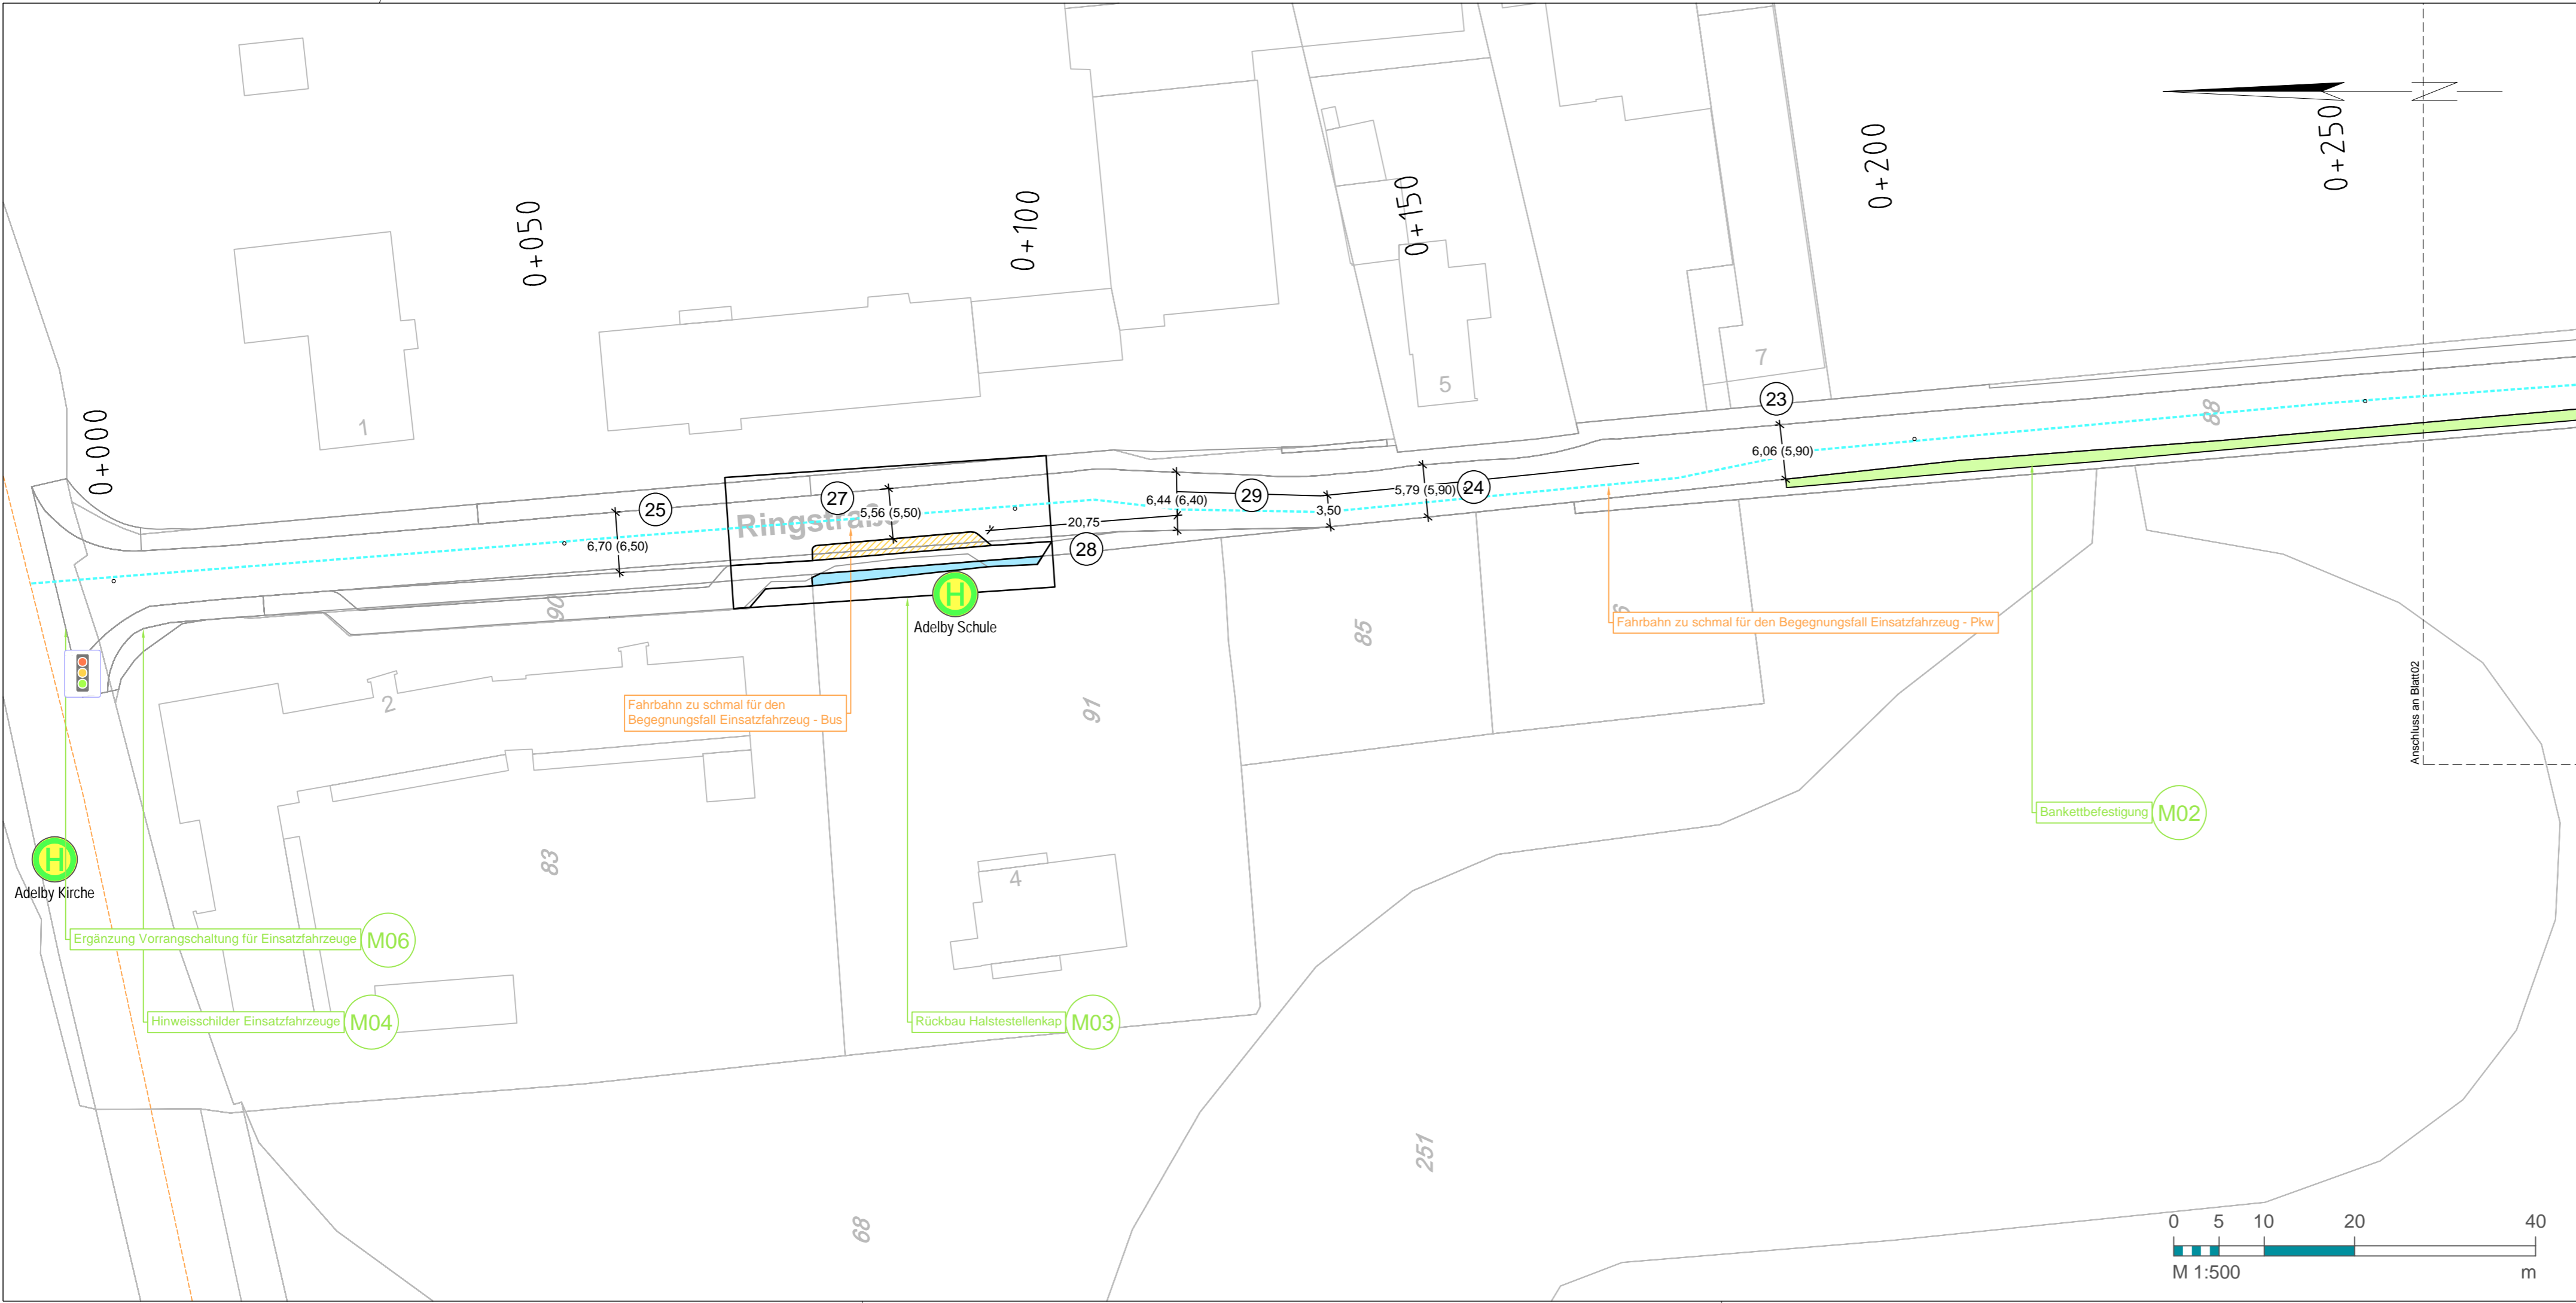 0+000
0+050
0+100
0+150
0+200
0+250
1
5
7
23
88
25
27
6,44 (6,40)
29
5,79 (5,90)
24
6,06 (5,90)
Ringstraße
5,56 (5,50)
20,75
3,50
6,70 (6,50)
28
90
H
Adelby Schule
85
6
Fahrbahn zu schmal für den Begegnungsfall Einsatzfahrzeug - Pkw
2
Fahrbahn zu schmal für den
Begegnungsfall Einsatzfahrzeug - Bus
91
Anschluss an Blatt02
Bankettbefestigung
M02
H
Adelby Kirche
83
4
Ergänzung Vorrangschaltung für Einsatzfahrzeuge
M06
Hinweisschilder Einsatzfahrzeuge
M04
Rückbau Halstestellenkap
M03
251
68
0 5 10 20 40
M 1:500 m